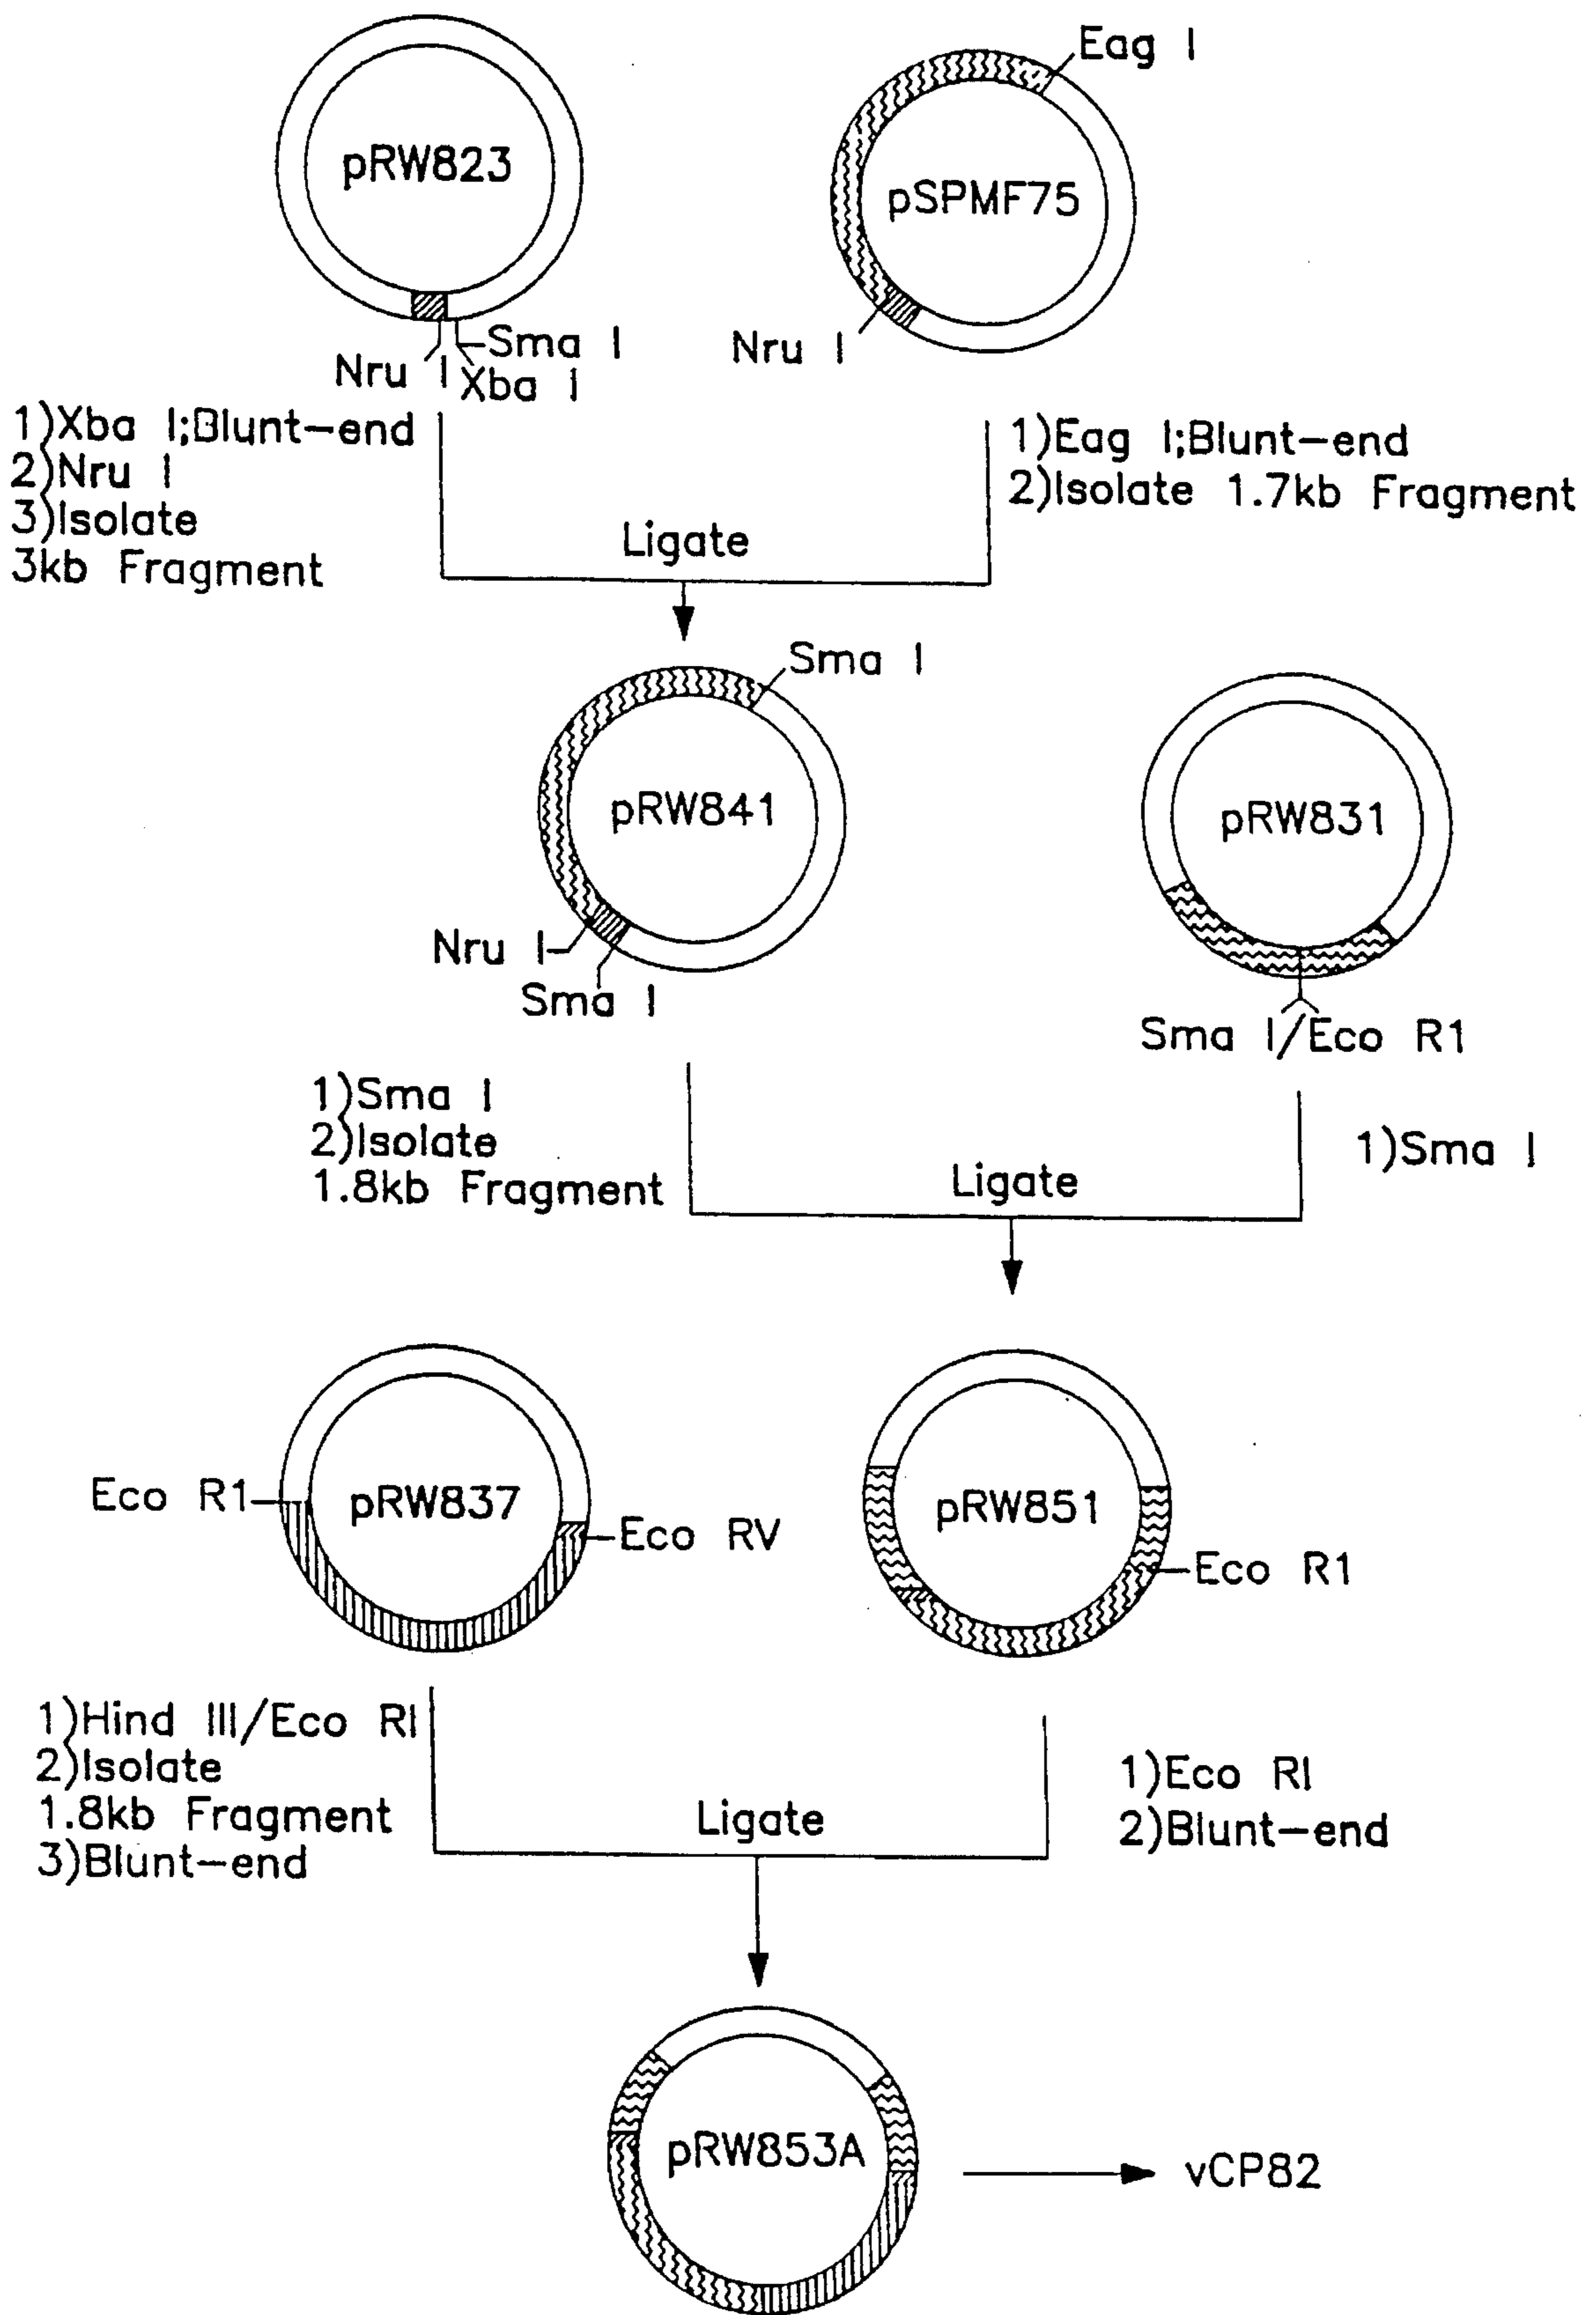 pRW823
Eag I
pSPMF75
Nru I
Sma I
Xba I
Nru I
1)Xba I;Blunt-end
2)Nru I
3)Isolate
3kb Fragment
Ligate
1)Eag I;Blunt-end
2)Isolate 1.7kb Fragment
Sma I
pRW841
Nru I
Sma I
pRW831
Sma I/Eco R1
1)Sma I
2)Isolate
1.8kb Fragment
Ligate
1)Sma I
Eco R1
pRW837
Eco RV
pRW851
Eco R1
1)Hind III/Eco RI
2)Isolate
1.8kb Fragment
3)Blunt-end
Ligate
1)Eco RI
2)Blunt-end
pRW853A
vCP82